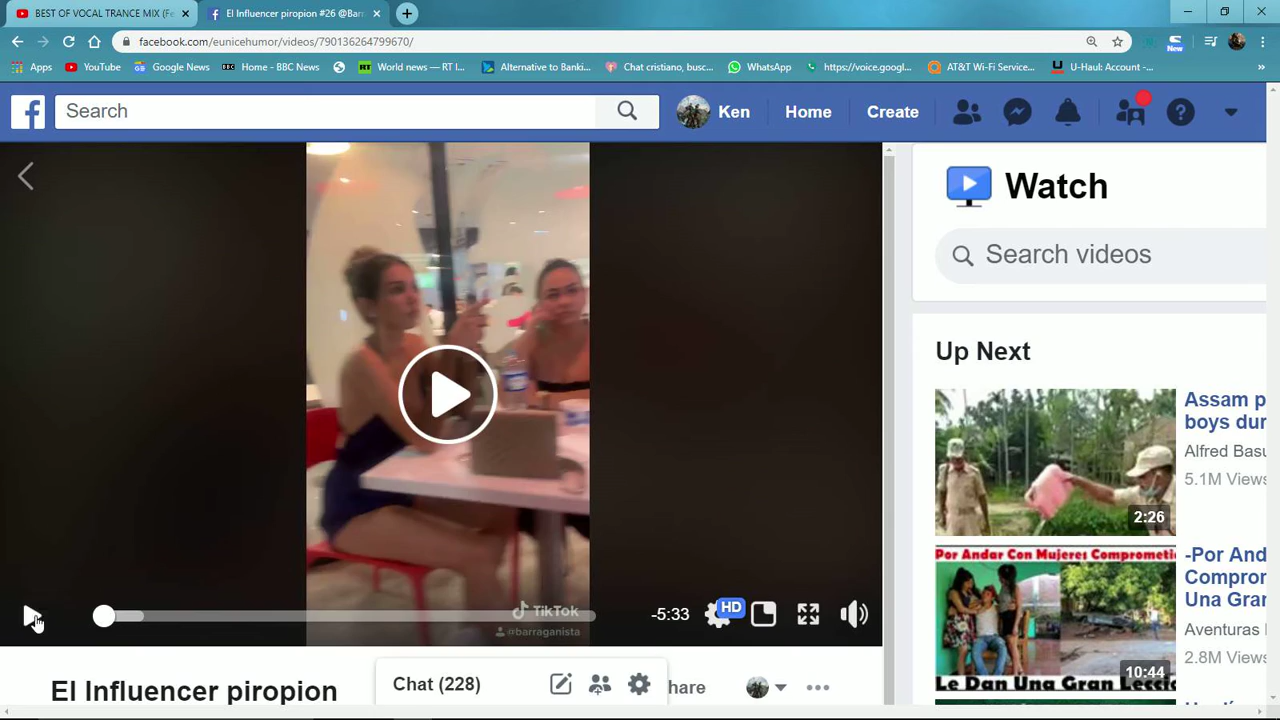 BEST OF VOCAL TRANCE MIX (Fe
El Influencer piropion #26 @Bar
facebook.com/eunicehumor/videos/790136264799670/
New
Apps
YouTube
Google News
Home - BBC News
World news — RT I...
Alternative to Banki...
Chat cristiano, busc...
WhatsApp
https://voice.googl...
AT&T Wi-Fi Service...
U-Haul: Account -...
Search
Ken
Home
Create
Watch
Search videos
Up Next
Assam p
boys dur
Alfred Basu
5.1M Views
2:26
Por Andar Con Mujeres Comprometi
Le Dan Una Gran Lecci
10:44
-Por And
Compror
Una Gran
Aventuras
2.8M Views
TikTok
@barraganista
-5:33
HD
El Influencer piropion
Chat (228)
hare